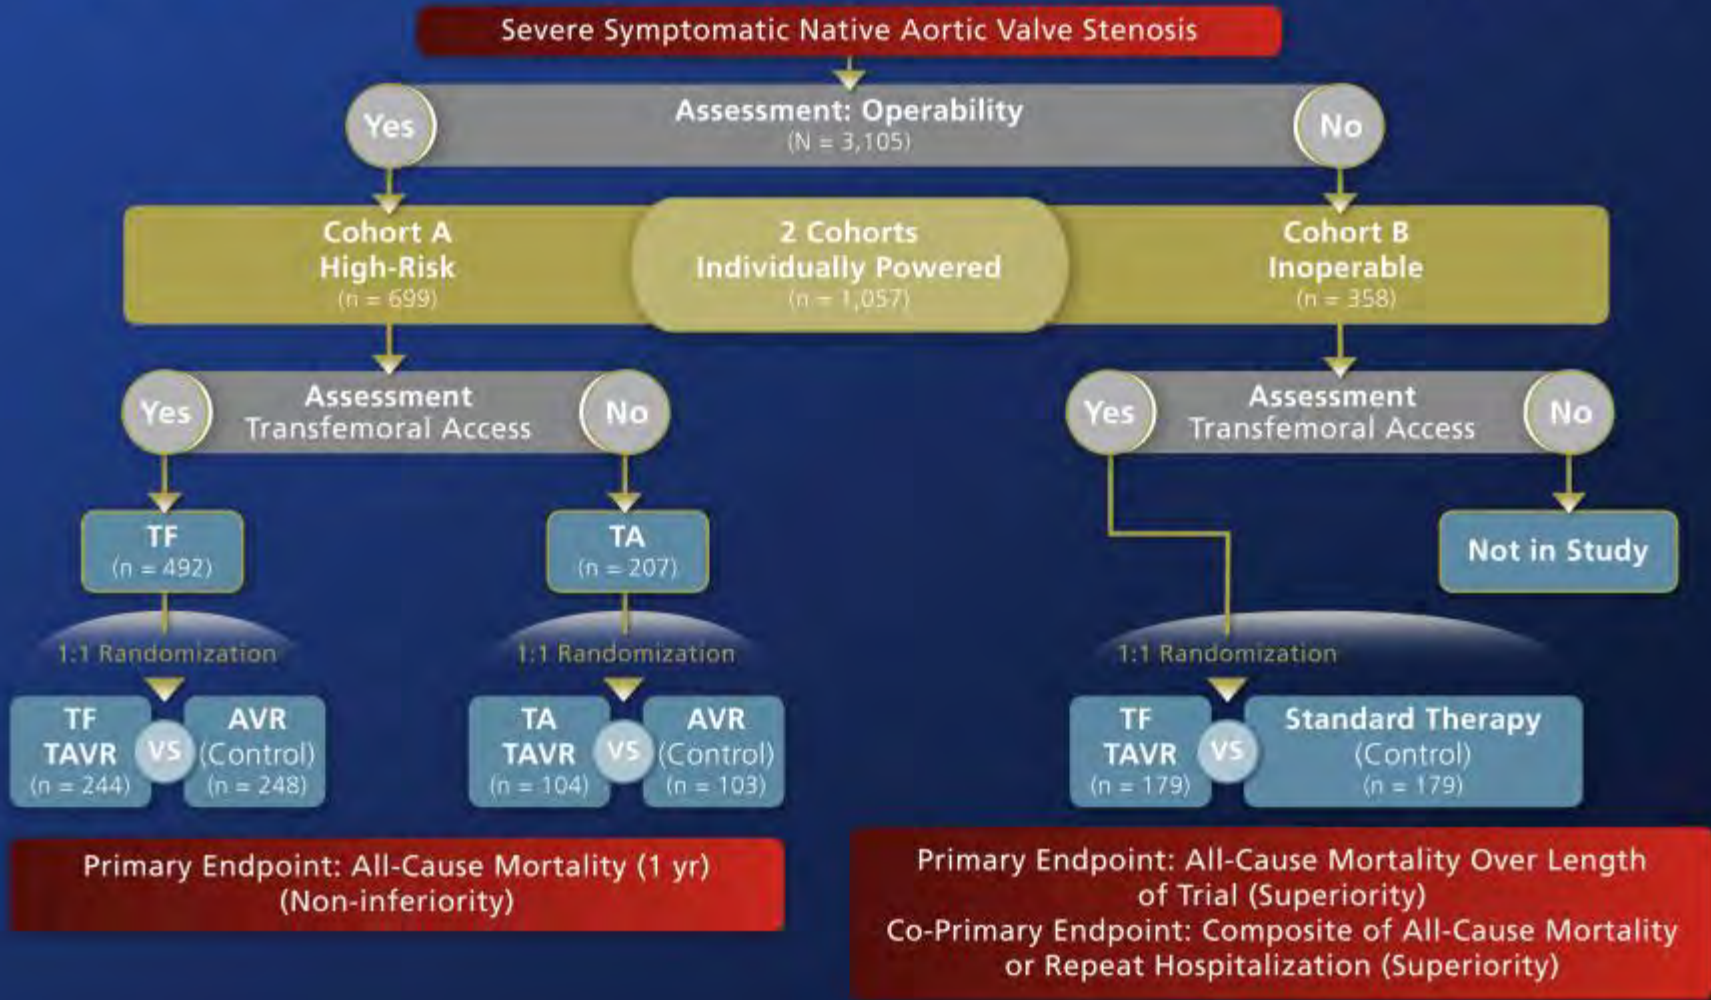 Severe Symptomatic Native Aortic Valve Stenosis
Yes
Assessment: Operability
(N = 3,105)
No
Cohort A
High-Risk
(n = 699)
2 Cohorts
Individually Powered
(n = 1,057)
Cohort B
Inoperable
(n = 358)
Yes
Assessment
Transfemoral Access
No
Yes
Assessment
Transfemoral Access
No
TF
(n = 492)
TA
(n = 207)
Not in Study
1:1 Randomization
1:1 Randomization
1:1 Randomization
TF
TAVR
(n = 244)
VS
AVR
(Control)
(n = 248)
TA
TAVR
(n = 104)
VS
AVR
(Control)
(n = 103)
TF
TAVR
(n = 179)
VS
Standard Therapy
(Control)
(n = 179)
Primary Endpoint: All-Cause Mortality (1 yr)
(Non-inferiority)
Primary Endpoint: All-Cause Mortality Over Length
of Trial (Superiority)
Co-Primary Endpoint: Composite of All-Cause Mortality
or Repeat Hospitalization (Superiority)